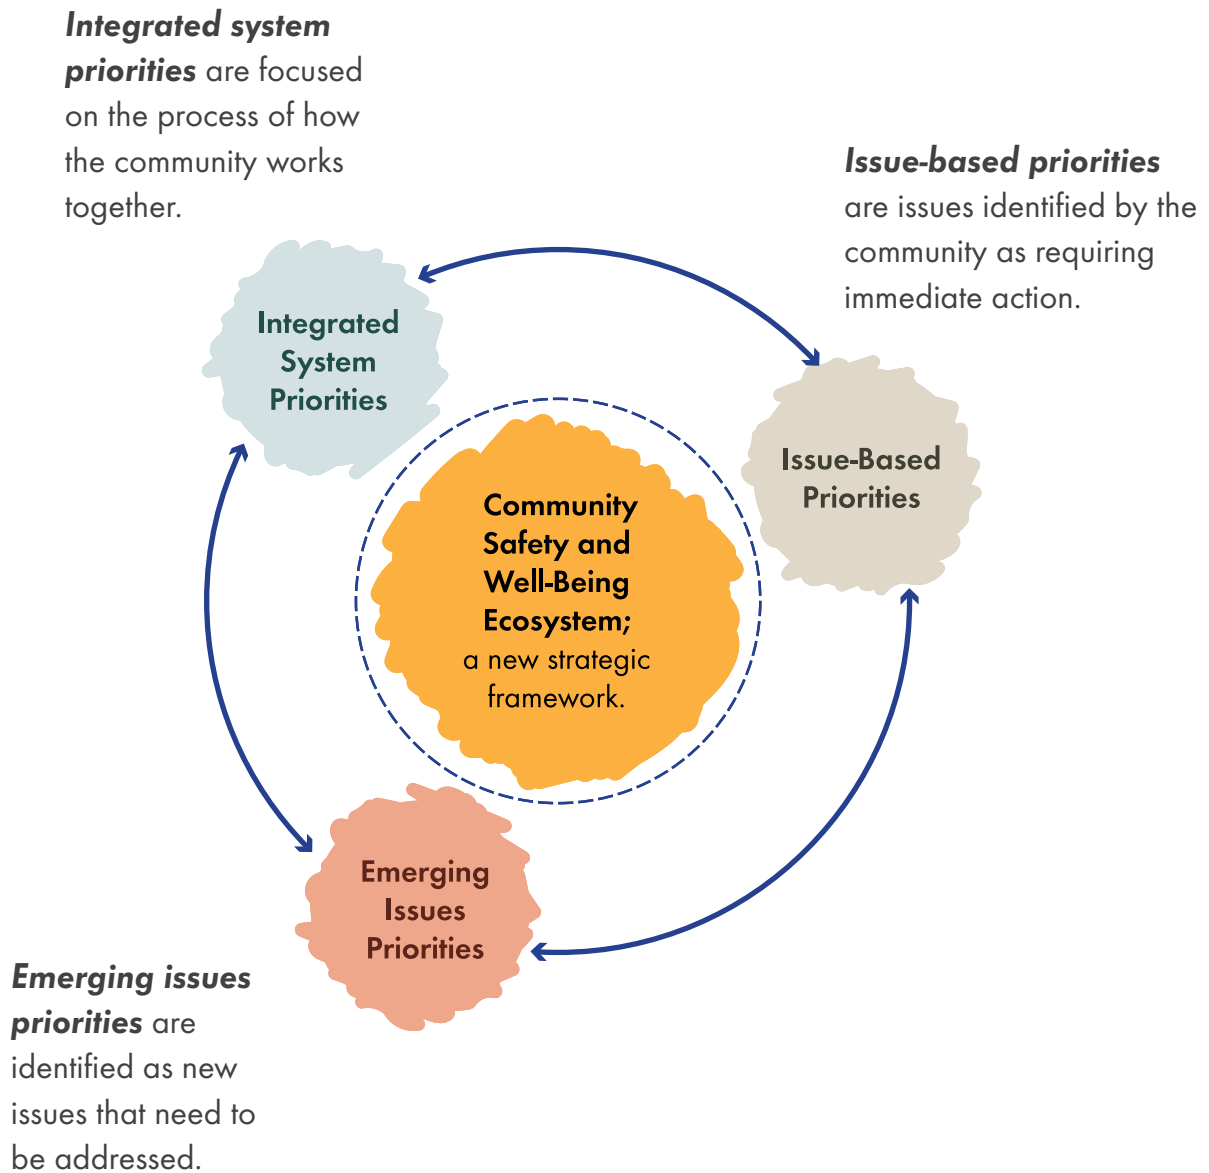 Integrated system
priorities are focused
on the process of how
the community works
together.
Issue-based priorities
are issues identified by the
community as requiring
immediate action.
Integrated
System
Priorities
Issue-Based
Priorities
Community
Safety and
Well-Being
Ecosystem;
a new strategic
framework.
Emerging
Issues
Priorities
Emerging issues
priorities are
identified as new
issues that need to
be addressed.